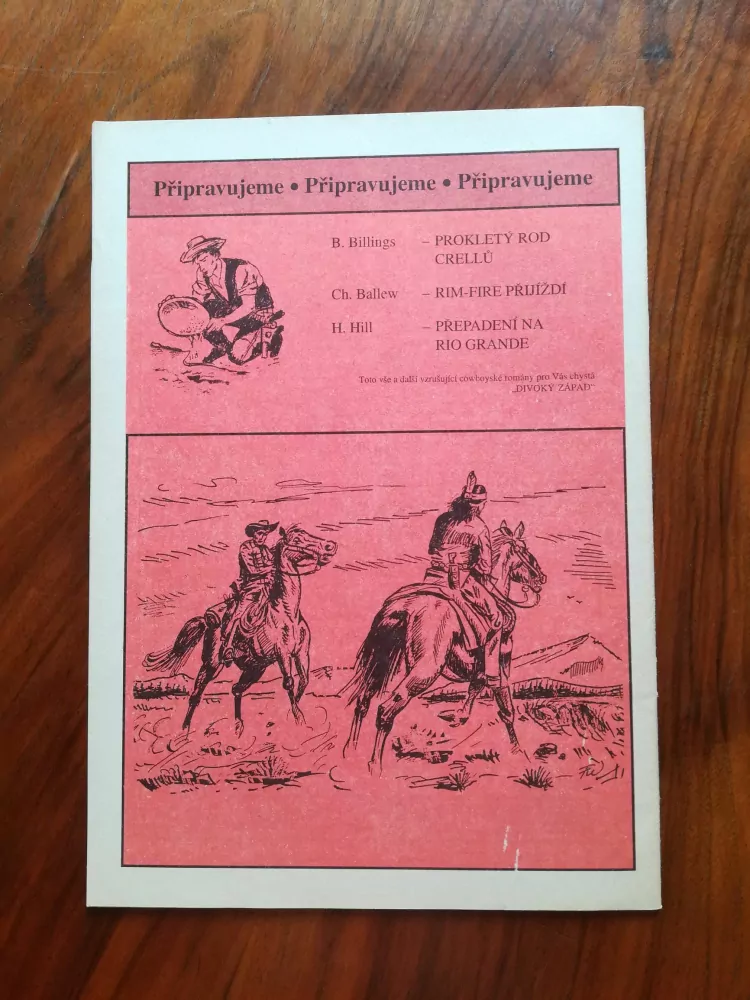 Připravujeme • Připravujeme • Připravujeme
B. Billings – PROKLETÝ ROD
CRELLŮ
Ch. Ballew – RIM-FIRE PŘIJÍŽDÍ
H. Hill – PŘEPADENÍ NA
RIO GRANDE
Toto vše a další vzrušující cowboyské romány pro Vás chystá
„DIVOKÝ ZÁPAD“